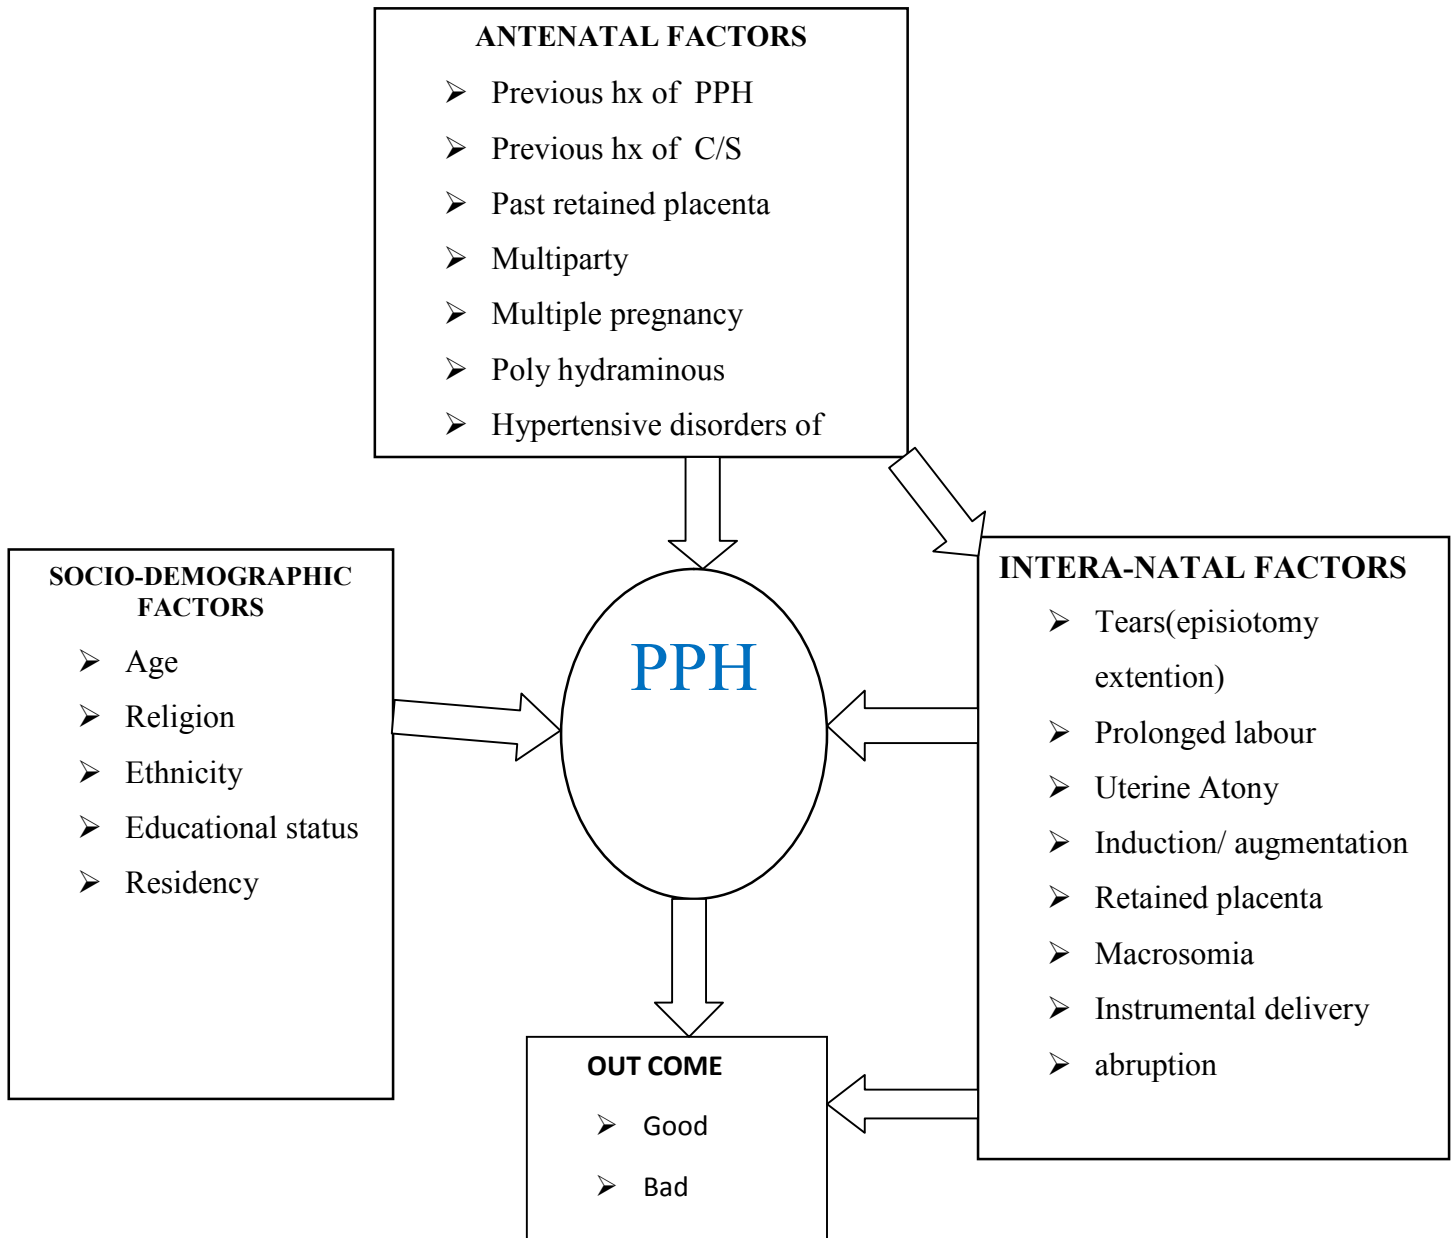 ANTENATAL FACTORS
➢ Previous hx of PPH
➢ Previous hx of C/S
➢ Past retained placenta
➢ Multiparty
➢ Multiple pregnancy
➢ Poly hydraminous
➢ Hypertensive disorders of
SOCIO-DEMOGRAPHIC
FACTORS
➢ Age
➢ Religion
➢ Ethnicity
➢ Educational status
➢ Residency
PPH
INTERA-NATAL FACTORS
➢ Tears(episiotomy
extention)
➢ Prolonged labour
➢ Uterine Atony
➢ Induction/ augmentation
➢ Retained placenta
➢ Macrosomia
➢ Instrumental delivery
➢ abruption
OUT COME
➢ Good
➢ Bad